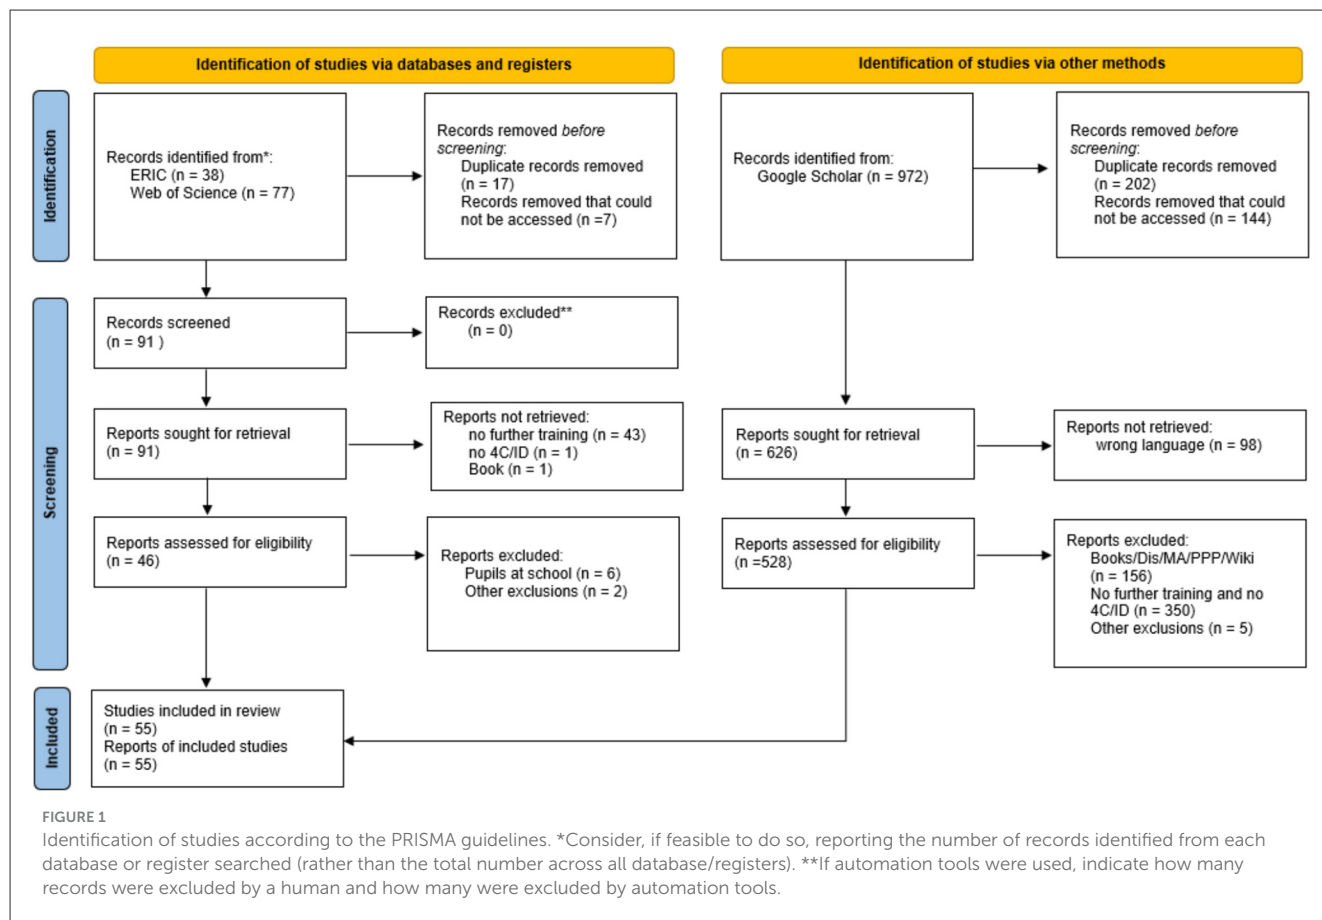 Identification of studies via databases and registers
Identification of studies via other methods
Identification
Records identified from*:
ERIC (n = 38)
Web of Science (n = 77)
Records removed before
screening:
Duplicate records removed
(n = 17)
Records removed that could
not be accessed (n =7)
Records identified from:
Google Scholar (n = 972)
Records removed before
screening:
Duplicate records removed
(n = 202)
Records removed that could
not be accessed (n = 144)
Screening
Records screened
(n = 91 )
Records excluded**
(n = 0)
Reports sought for retrieval
(n = 91)
Reports not retrieved:
no further training (n = 43)
no 4C/ID (n = 1)
Book (n = 1)
Reports sought for retrieval
(n = 626)
Reports not retrieved:
wrong language (n = 98)
Reports assessed for eligibility
(n = 46)
Reports excluded:
Pupils at school (n = 6)
Other exclusions (n = 2)
Reports assessed for eligibility
(n =528)
Reports excluded:
Books/Dis/MA/PPP/Wiki
(n = 156)
No further training and no
4C/ID (n = 350)
Other exclusions (n = 5)
Included
Studies included in review
(n = 55)
Reports of included studies
(n = 55)
FIGURE 1
Identification of studies according to the PRISMA guidelines. *Consider, if feasible to do so, reporting the number of records identified from each
database or register searched (rather than the total number across all database/registers). **If automation tools were used, indicate how many
records were excluded by a human and how many were excluded by automation tools.